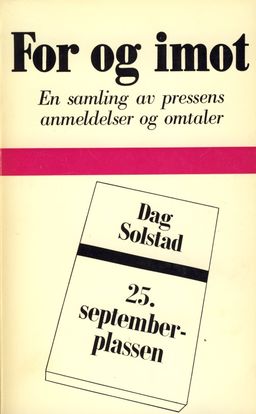 For og imot
En samling av pressens
anmeldelser og omtaler
Dag
Solstad
25.
september-
plassen